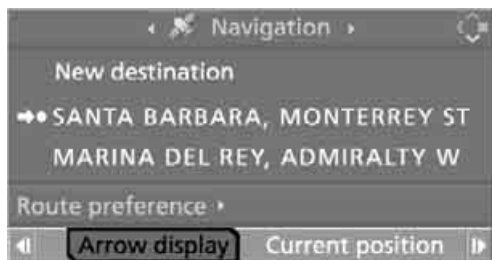 Navigation
New destination
SANTA BARBARA, MONTERREY ST
MARINA DEL REY, ADMIRALTY W
Route preference
Arrow display Current position